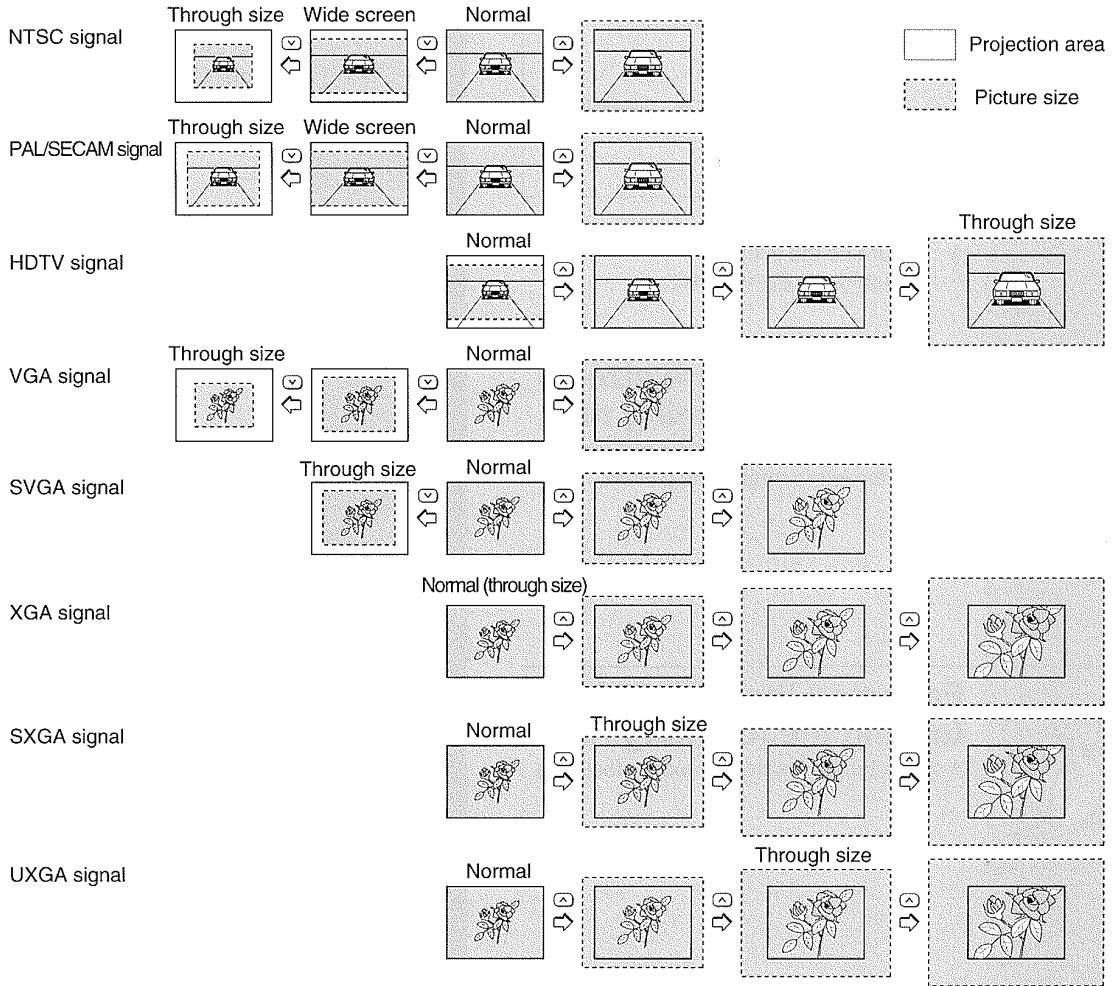 Through size Wide screen Normal
NTSC signal
Projection area
Picture size
Through size Wide screen Normal
PAL/SECAM signal
Normal Through size
HDTV signal
Through size Normal
VGA signal
Through size Normal
SVGA signal
Normal (through size)
XGA signal
Normal Through size
SXGA signal
Normal Through size
UXGA signal